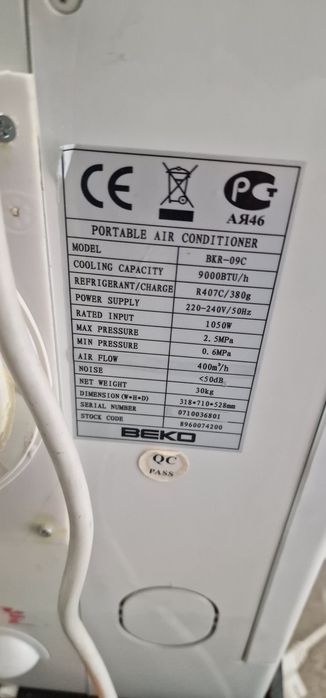 CE
PCT
АЯ46
PORTABLE AIR CONDITIONER
MODEL BKR-09C
COOLING CAPACITY 9000BTU/h
REFRIGERANT/CHARGE R407C/380g
POWER SUPPLY 220-240V/50Hz
RATED INPUT 1050W
MAX PRESSURE 2.5MPa
MIN PRESSURE 0.6MPa
AIR FLOW 400m³/h
NOISE <50dB
NET WEIGHT 30kg
DIMENSION(W*H*D) 318*710*528mm
SERIAL NUMBER 0710036801
STOCK CODE 8960074200
BEKO
QC
PASS